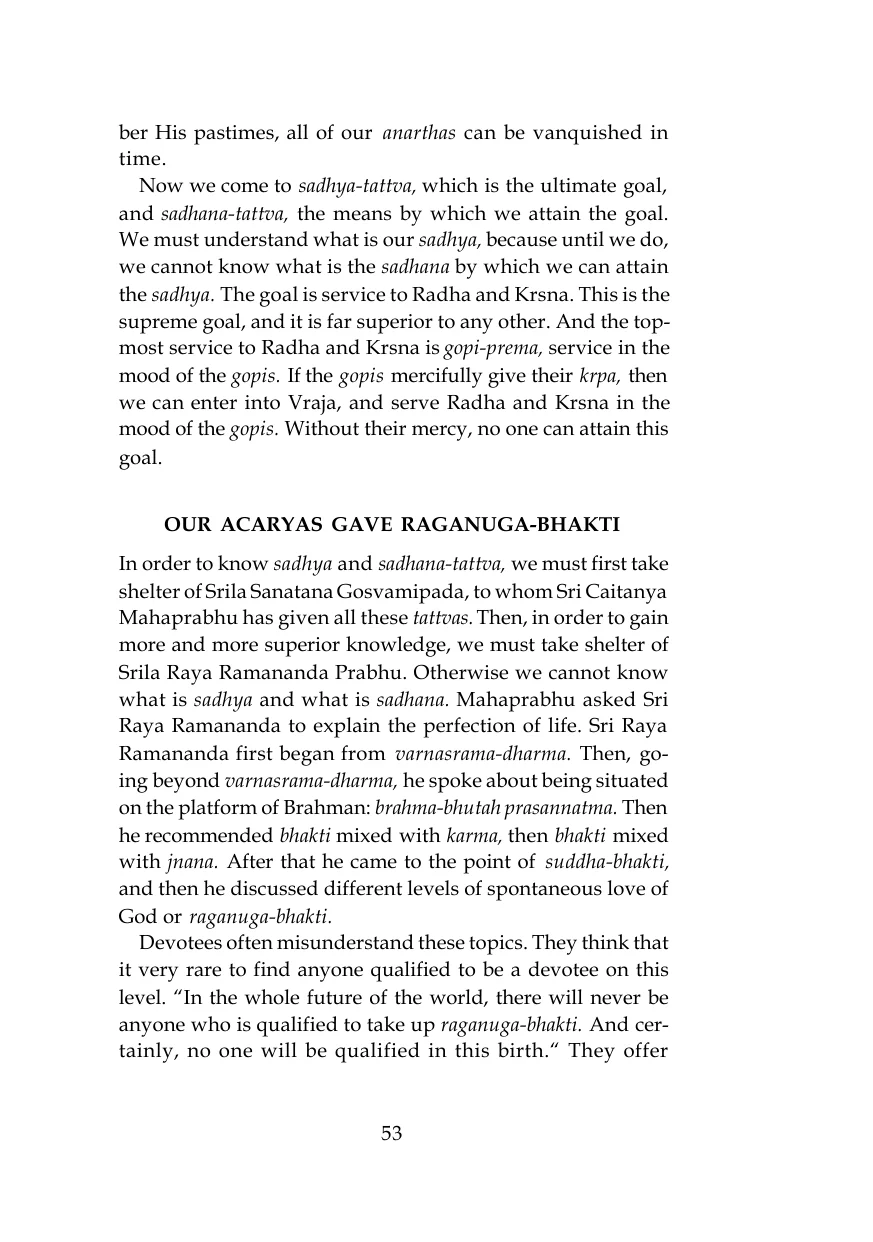 ber His pastimes, all of our anarthas can be vanquished in
time.
Now we come to sadhya-tattva, which is the ultimate goal,
and sadhana-tattva, the means by which we attain the goal.
We must understand what is our sadhya, because until we do,
we cannot know what is the sadhana by which we can attain
the sadhya. The goal is service to Radha and Krsna. This is the
supreme goal, and it is far superior to any other. And the top-
most service to Radha and Krsna is gopi-prema, service in the
mood of the gopis. If the gopis mercifully give their krpa, then
we can enter into Vraja, and serve Radha and Krsna in the
mood of the gopis. Without their mercy, no one can attain this
goal.
OUR ACARYAS GAVE RAGANUGA-BHAKTI
In order to know sadhya and sadhana-tattva, we must first take
shelter of Srila Sanatana Gosvamipada, to whom Sri Caitanya
Mahaprabhu has given all these tattvas. Then, in order to gain
more and more superior knowledge, we must take shelter of
Srila Raya Ramananda Prabhu. Otherwise we cannot know
what is sadhya and what is sadhana. Mahaprabhu asked Sri
Raya Ramananda to explain the perfection of life. Sri Raya
Ramananda first began from varnasrama-dharma. Then, go-
ing beyond varnasrama-dharma, he spoke about being situated
on the platform of Brahman: brahma-bhutah prasannatma. Then
he recommended bhakti mixed with karma, then bhakti mixed
with jnana. After that he came to the point of suddha-bhakti,
and then he discussed different levels of spontaneous love of
God or raganuga-bhakti.
Devotees often misunderstand these topics. They think that
it very rare to find anyone qualified to be a devotee on this
level. “In the whole future of the world, there will never be
anyone who is qualified to take up raganuga-bhakti. And cer-
tainly, no one will be qualified in this birth.“ They offer
53